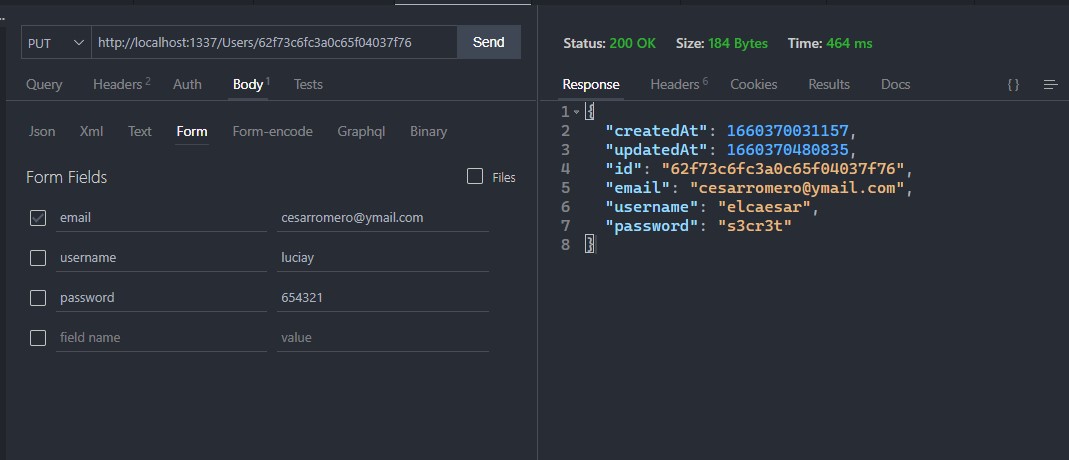 PUT http://localhost:1337/Users/62f73c6fc3a0c65f04037f76 Send
Query Headers 2 Auth Body 1 Tests
Json Xml Text Form Form-encode Graphql Binary
Form Fields Files
email cesarromero@ymail.com
username luciay
password 654321
field name value
Status: 200 OK Size: 184 Bytes Time: 464 ms
Response Headers 6 Cookies Results Docs { }
1 {
2 "createdAt": 1660370031157,
3 "updatedAt": 1660370480835,
4 "id": "62f73c6fc3a0c65f04037f76",
5 "email": "cesarromero@ymail.com",
6 "username": "elcaesar",
7 "password": "s3cr3t"
8 }